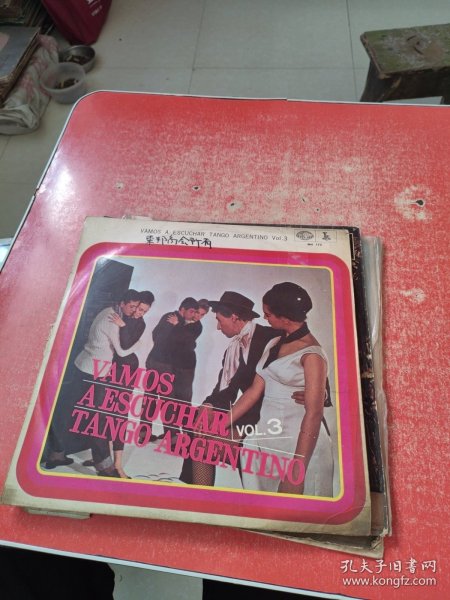 VAMOS A ESCUCHAR TANGO ARGENTINO Vol.3
VAMOS
A ESCUCHAR VOL.3
TANGO ARGENTINO
孔夫子旧书网
www.kongfz.com